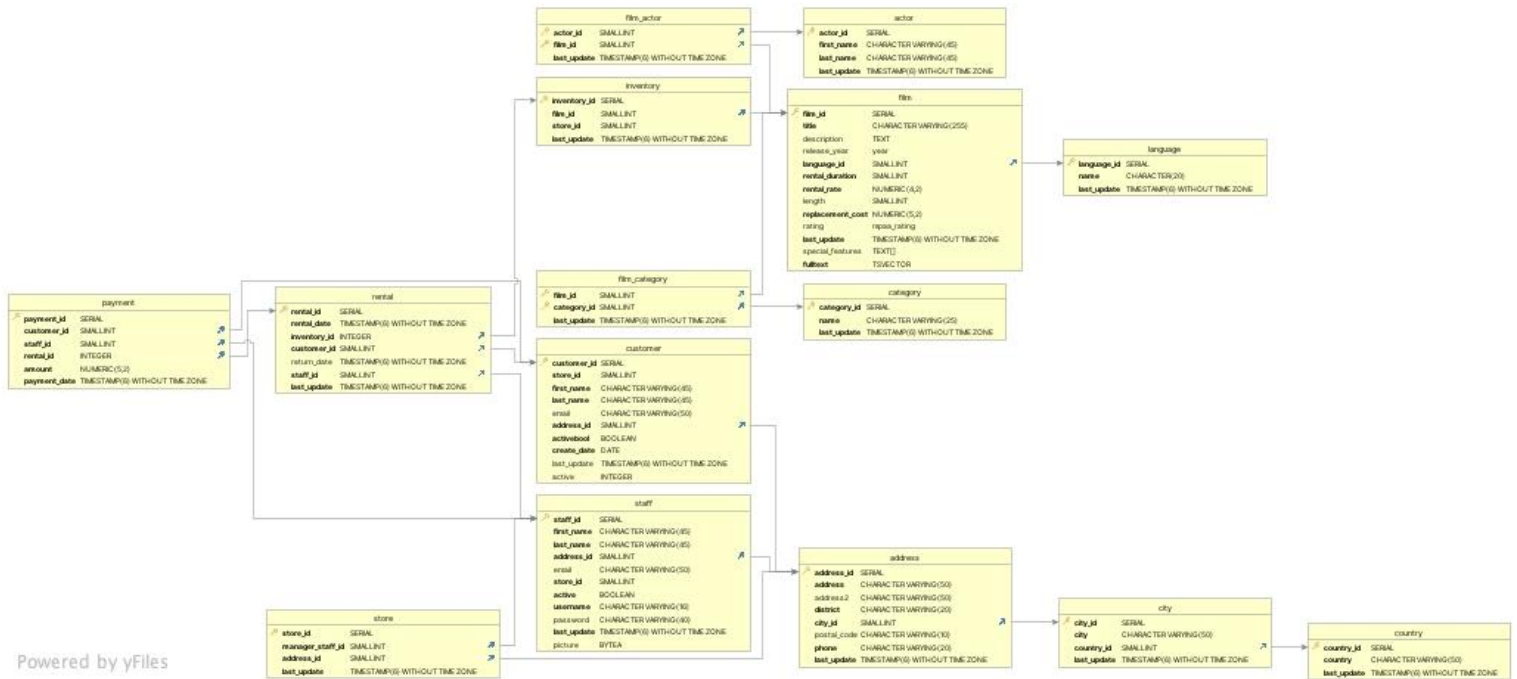 film_actor
actor_id SMALLINT
film_id SMALLINT
last_update TIMESTAMP(6) WITHOUT TIME ZONE
actor
actor_id SERIAL
first_name CHARACTER VARYING(45)
last_name CHARACTER VARYING(45)
last_update TIMESTAMP(6) WITHOUT TIME ZONE
inventory
inventory_id SERIAL
film_id SMALLINT
store_id SMALLINT
last_update TIMESTAMP(6) WITHOUT TIME ZONE
film
film_id SERIAL
title CHARACTER VARYING(255)
description TEXT
release_year year
language_id SMALLINT
rental_duration SMALLINT
rental_rate NUMERIC(4,2)
length SMALLINT
replacement_cost NUMERIC(5,2)
rating mpaa_rating
last_update TIMESTAMP(6) WITHOUT TIME ZONE
special_features TEXT[]
fulltext TSVECTOR
language
language_id SERIAL
name CHARACTER(20)
last_update TIMESTAMP(6) WITHOUT TIME ZONE
film_category
film_id SMALLINT
category_id SMALLINT
last_update TIMESTAMP(6) WITHOUT TIME ZONE
category
category_id SERIAL
name CHARACTER VARYING(25)
last_update TIMESTAMP(6) WITHOUT TIME ZONE
payment
payment_id SERIAL
customer_id SMALLINT
staff_id SMALLINT
rental_id INTEGER
amount NUMERIC(5,2)
payment_date TIMESTAMP(6) WITHOUT TIME ZONE
rental
rental_id SERIAL
rental_date TIMESTAMP(6) WITHOUT TIME ZONE
inventory_id INTEGER
customer_id SMALLINT
return_date TIMESTAMP(6) WITHOUT TIME ZONE
staff_id SMALLINT
last_update TIMESTAMP(6) WITHOUT TIME ZONE
customer
customer_id SERIAL
store_id SMALLINT
first_name CHARACTER VARYING(45)
last_name CHARACTER VARYING(45)
email CHARACTER VARYING(50)
address_id SMALLINT
activebool BOOLEAN
create_date DATE
last_update TIMESTAMP(6) WITHOUT TIME ZONE
active INTEGER
staff
staff_id SERIAL
first_name CHARACTER VARYING(45)
last_name CHARACTER VARYING(45)
address_id SMALLINT
email CHARACTER VARYING(50)
store_id SMALLINT
active BOOLEAN
username CHARACTER VARYING(16)
password CHARACTER VARYING(40)
last_update TIMESTAMP(6) WITHOUT TIME ZONE
picture BYTEA
store
store_id SERIAL
manager_staff_id SMALLINT
address_id SMALLINT
last_update TIMESTAMP(6) WITHOUT TIME ZONE
address
address_id SERIAL
address CHARACTER VARYING(50)
address2 CHARACTER VARYING(50)
district CHARACTER VARYING(20)
city_id SMALLINT
postal_code CHARACTER VARYING(10)
phone CHARACTER VARYING(20)
last_update TIMESTAMP(6) WITHOUT TIME ZONE
city
city_id SERIAL
city CHARACTER VARYING(50)
country_id SMALLINT
last_update TIMESTAMP(6) WITHOUT TIME ZONE
country
country_id SERIAL
country CHARACTER VARYING(50)
last_update TIMESTAMP(6) WITHOUT TIME ZONE
Powered by yFiles